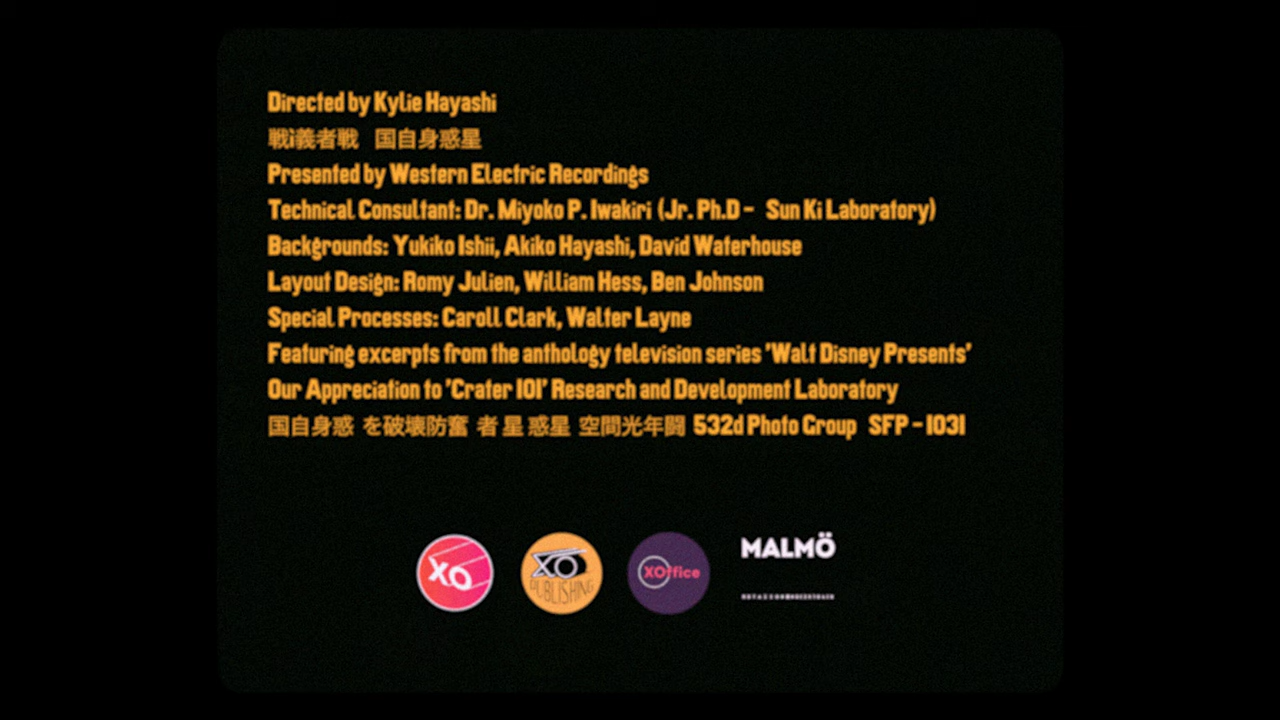 Directed by Kylie Hayashi
戦i義者戦 国自身惑星
Presented by Western Electric Recordings
Technical Consultant: Dr. Miyoko P. Iwakiri (Jr. Ph.D - Sun Ki Laboratory)
Backgrounds: Yukiko Ishii, Akiko Hayashi, David Waterhouse
Layout Design: Romy Julien, William Hess, Ben Johnson
Special Processes: Caroll Clark, Walter Layne
Featuring excerpts from the anthology television series 'Walt Disney Presents'
Our Appreciation to 'Crater 101' Research and Development Laboratory
国自身惑 を破壊防奮 者星惑星 空間光年闘 532d Photo Group SFP - 1031
XO
XO PUBLISHING
XOffice
MALMÖ